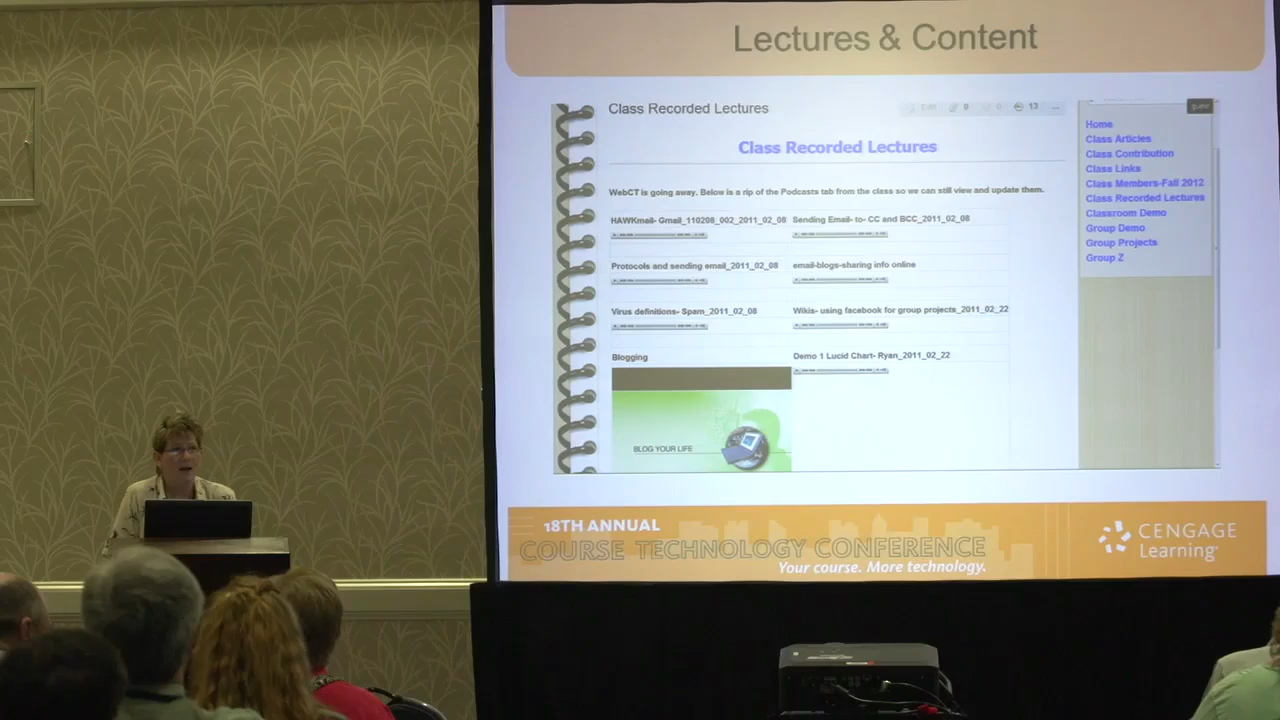 Lectures & Content
Class Recorded Lectures
Edit 0 0 13 ...
Class Recorded Lectures
WebCT is going away. Below is a rip of the Podcasts tab from the class so we can still view and update them.
HAWKmail- Gmail_110208_002_2011_02_08
Sending Email- to- CC and BCC_2011_02_08
Protocols and sending email_2011_02_08
email-blogs-sharing info online
Virus definitions- Spam_2011_02_08
Wikis- using facebook for group projects_2011_02_22
Blogging
Demo 1 Lucid Chart- Ryan_2011_02_22
BLOG YOUR LIFE
Home
Class Articles
Class Contribution
Class Links
Class Members-Fall 2012
Class Recorded Lectures
Classroom Demo
Group Demo
Group Projects
Group Z
18TH ANNUAL
COURSE TECHNOLOGY CONFERENCE
Your course. More technology.
CENGAGE
Learning